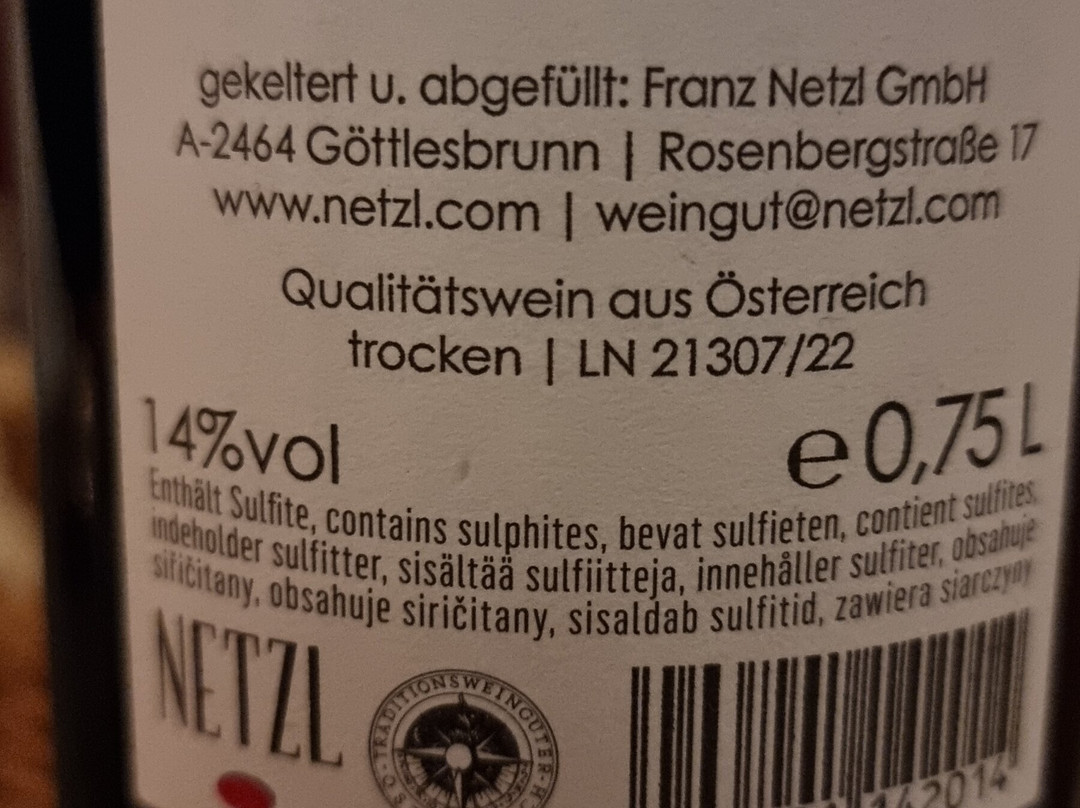 gekeltert u. abgefüllt: Franz Netzl GmbH
A-2464 Göttlesbrunn | Rosenbergstraße 17
www.netzl.com | weingut@netzl.com
Qualitätswein aus Österreich
trocken | LN 21307/22
14%vol
e 0,75 L
Enthält Sulfite, contains sulphites, bevat sulfieten, contient sulfites,
indeholder sulfitter, sisältää sulfiitteja, innehåller sulfiter, obsahuje
siřičitany, obsahuje siričitany, sisaldab sulfitid, zawiera siarczyny
NETZL
TRADITIONSWEINGÜTER